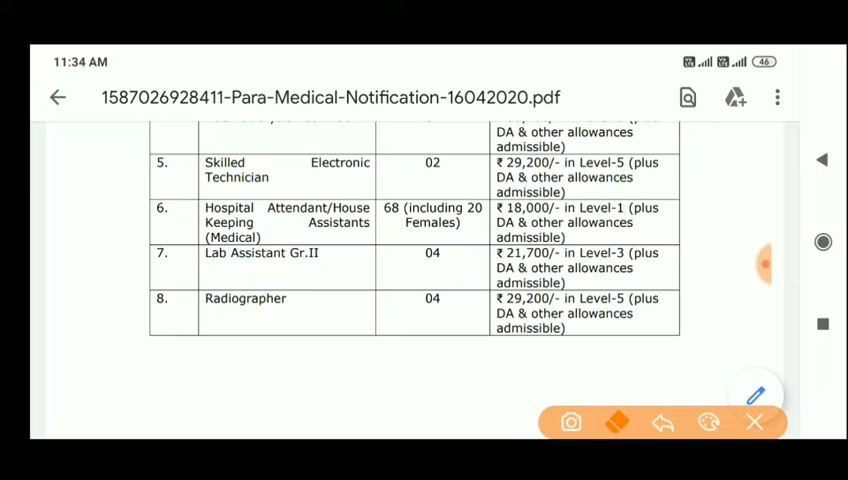 11:34 AM
46
1587026928411-Para-Medical-Notification-16042020.pdf
DA & other allowances
admissible)
5. Skilled Electronic 02 ₹ 29,200/- in Level-5 (plus
Technician DA & other allowances
admissible)
6. Hospital Attendant/House 68 (including 20 ₹ 18,000/- in Level-1 (plus
Keeping Assistants Females) DA & other allowances
(Medical) admissible)
7. Lab Assistant Gr.II 04 ₹ 21,700/- in Level-3 (plus
DA & other allowances
admissible)
8. Radiographer 04 ₹ 29,200/- in Level-5 (plus
DA & other allowances
admissible)